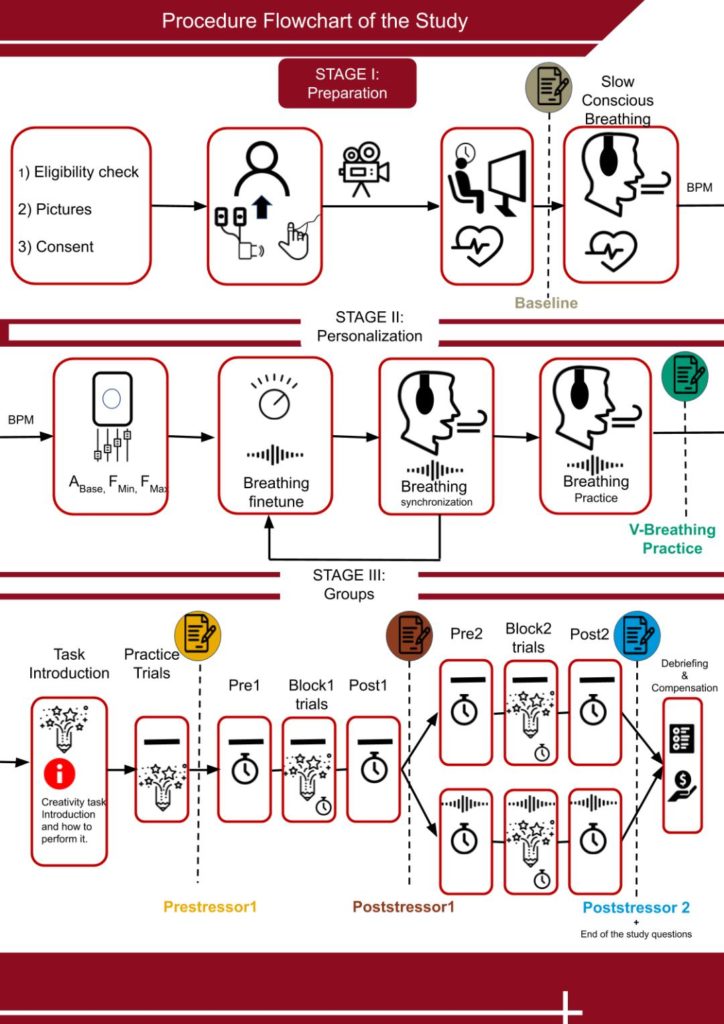 Procedure Flowchart of the Study
STAGE I:
Preparation
Slow
Conscious
Breathing
1) Eligibility check
2) Pictures
3) Consent
BPM
Baseline
STAGE II:
Personalization
BPM
A Base, F Min, F Max
Breathing
finetune
Breathing
synchronization
Breathing
Practice
V-Breathing
Practice
STAGE III:
Groups
Task
Introduction
Practice
Trials
Pre1
Block1
trials
Post1
Pre2
Block2
trials
Post2
Debriefing
&
Compensation
i
Creativity task
Introduction
and how to
perform it.
$
Prestressor1
Poststressor1
Poststressor 2
+
End of the study questions